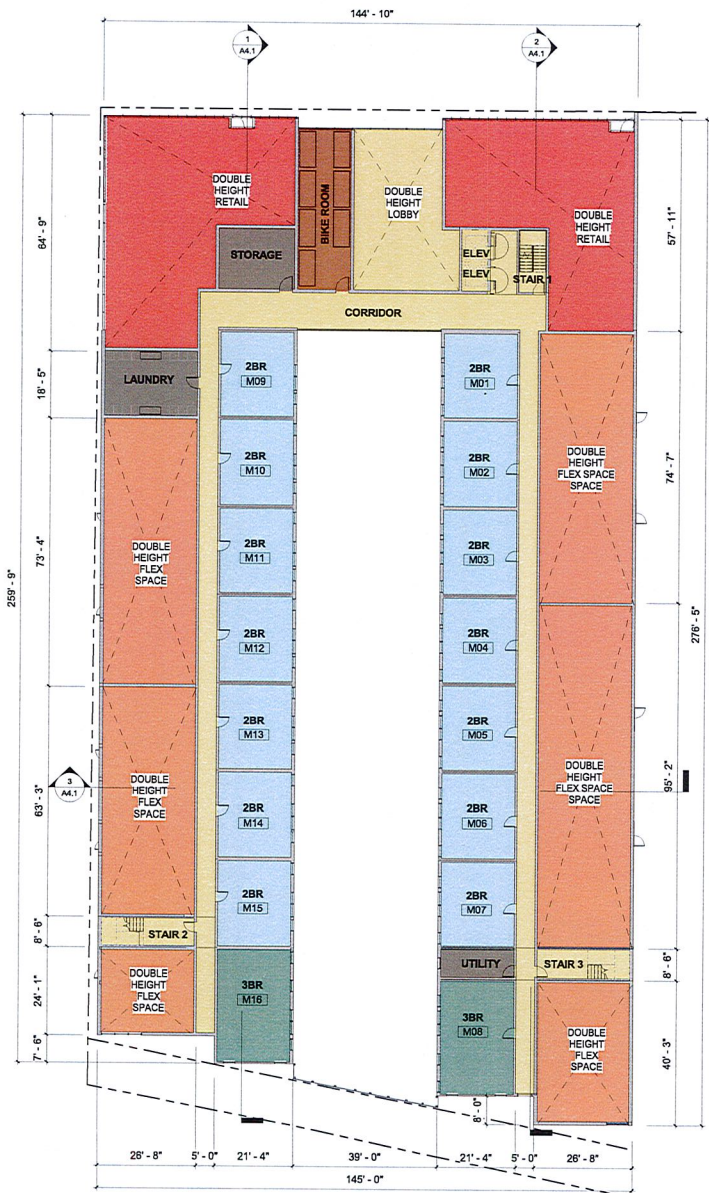 144' - 10"
1
A4.1
2
A4.1
DOUBLE
HEIGHT
RETAIL
BIKE ROOM
DOUBLE
HEIGHT
LOBBY
DOUBLE
HEIGHT
RETAIL
STORAGE
ELEV
ELEV
STAIR 1
CORRIDOR
64' - 9"
57' - 11"
LAUNDRY
18' - 5"
2BR
M09
2BR
M01
2BR
M10
2BR
M02
DOUBLE
HEIGHT
FLEX SPACE
SPACE
74' - 7"
2BR
M11
2BR
M03
DOUBLE
HEIGHT
FLEX
SPACE
73' - 4"
259' - 9"
2BR
M12
2BR
M04
276' - 5"
2BR
M13
2BR
M05
DOUBLE
HEIGHT
FLEX
SPACE
63' - 3"
3
A4.1
DOUBLE
HEIGHT
FLEX SPACE
SPACE
95' - 2"
2BR
M14
2BR
M06
2BR
M15
2BR
M07
8' - 6"
STAIR 2
UTILITY
STAIR 3
8' - 6"
24' - 1"
DOUBLE
HEIGHT
FLEX
SPACE
3BR
M16
3BR
M08
DOUBLE
HEIGHT
FLEX
SPACE
40' - 3"
7' - 6"
8' - 0"
26' - 8"
5' - 0"
21' - 4"
39' - 0"
21' - 4"
5' - 0"
26' - 8"
145' - 0"